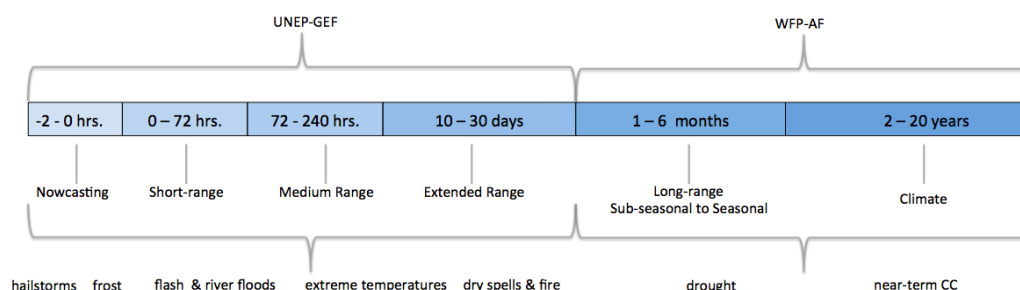 UNEP-GEF WFP-AF
-2 - 0 hrs. 0 – 72 hrs. 72 - 240 hrs. 10 – 30 days 1 – 6 months 2 – 20 years
Nowcasting Short-range Medium Range Extended Range Long-range Climate
Sub-seasonal to Seasonal
hailstorms frost flash & river floods extreme temperatures dry spells & fire drought near-term CC